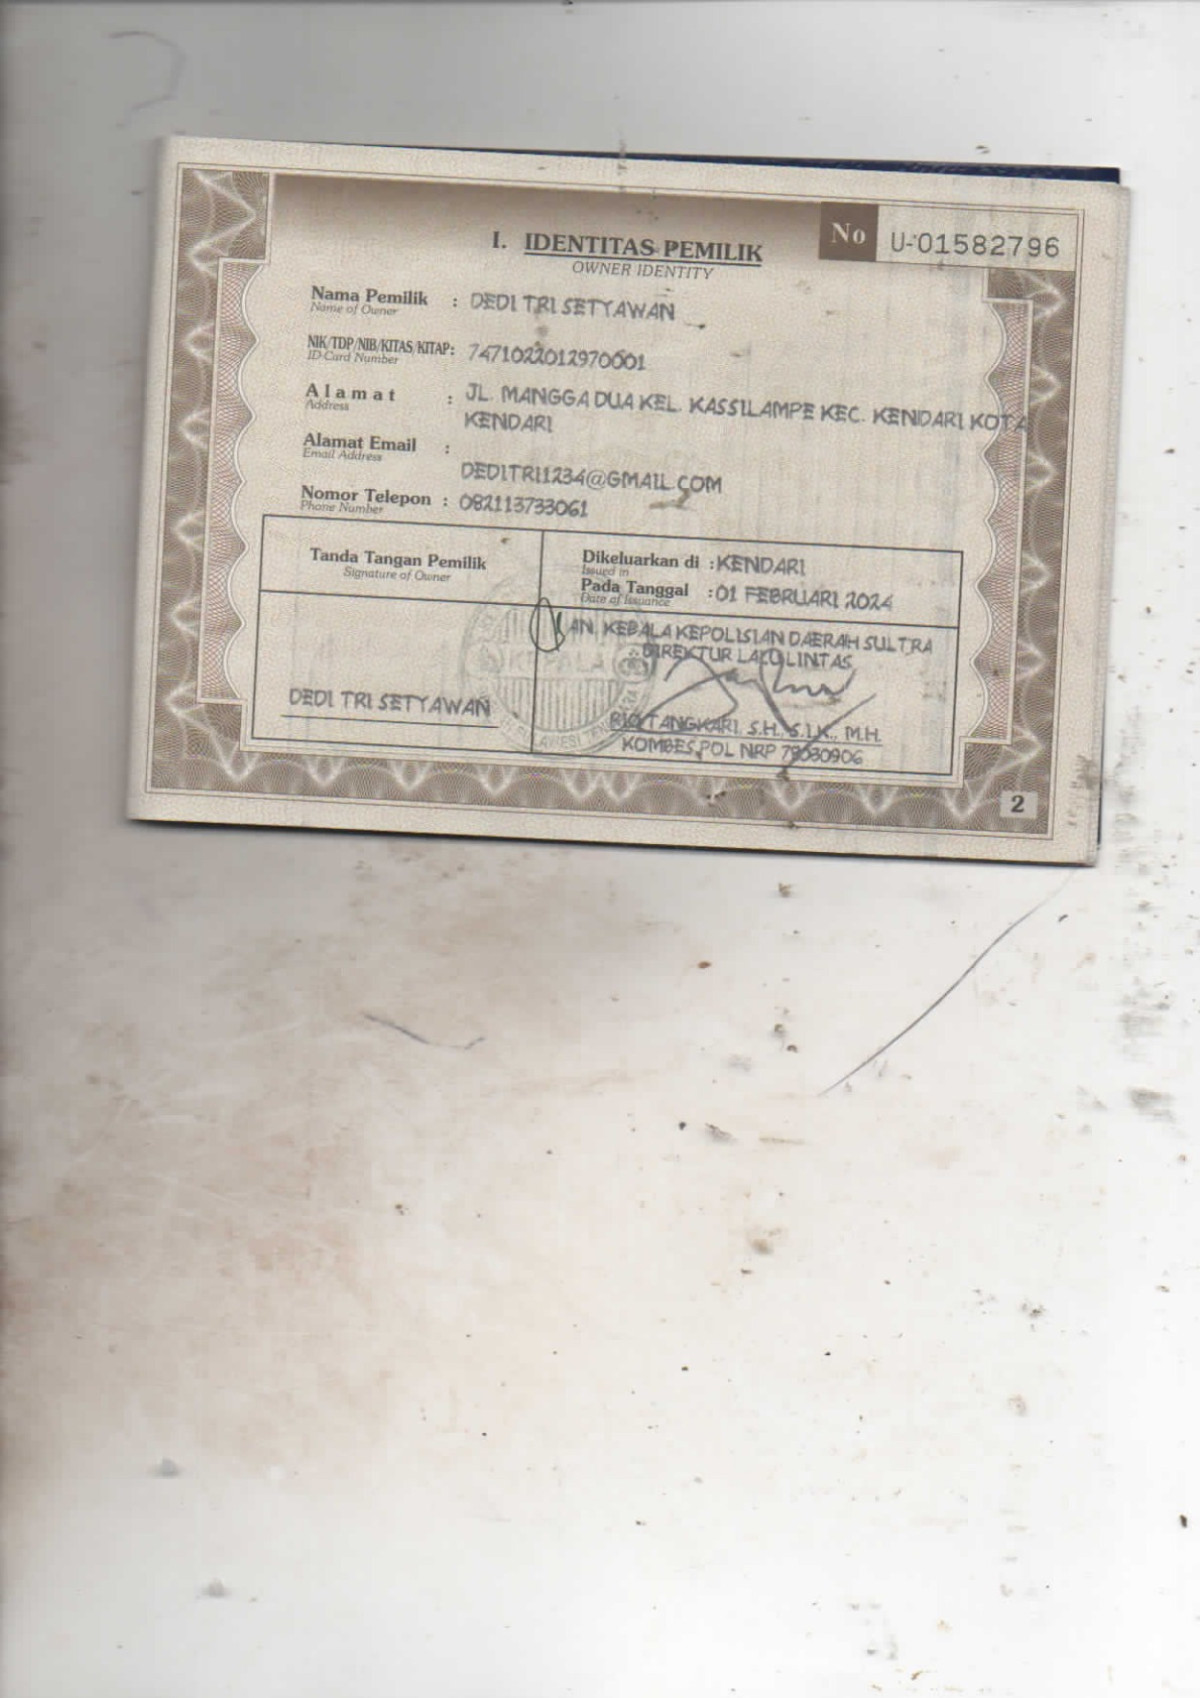 No U-01582796
I. IDENTITAS PEMILIK
OWNER IDENTITY
Nama Pemilik : DEDI TRI SETYAWAN
Name of Owner
NIK/TDP/NIB/KITAS/KITAP: 7471022012970001
ID Card Number
Alamat : JL. MANGGA DUA KEL. KASSILAMPE KEC. KENDARI KOTA
Address
KENDARI
Alamat Email :
Email Address
DEDITRI1234@GMAIL.COM
Nomor Telepon : 082113733061
Phone Number
Tanda Tangan Pemilik
Signature of Owner
Dikeluarkan di : KENDARI
Issued in
Pada Tanggal : 01 FEBRUARI 2024
Date of Issuance
AN. KEPALA KEPOLISIAN DAERAH SULTRA
DIREKTUR LALU LINTAS
KEPALA
DEDI TRI SETYAWAN
TANGKARI, S.H., S.I.K., M.H.
KOMBES POL NRP
2